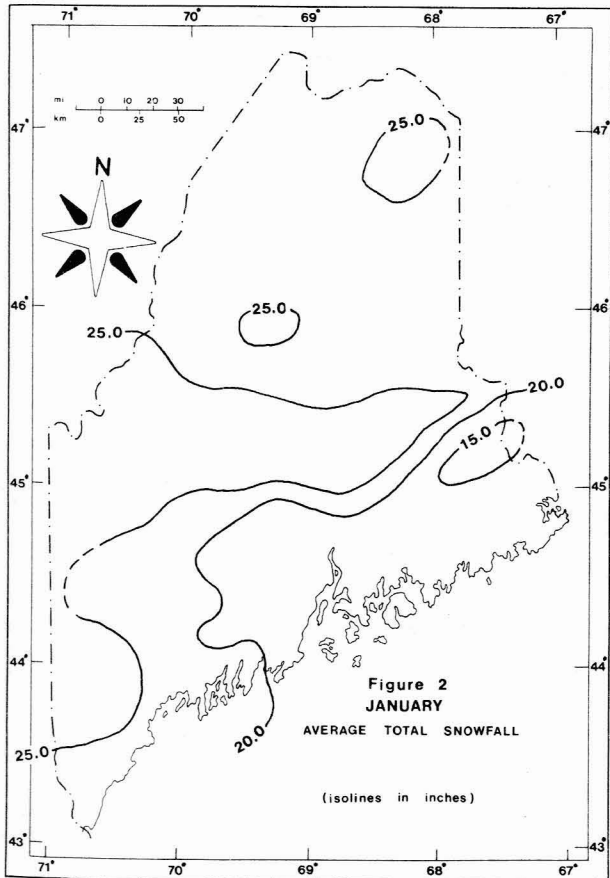 71° 70° 69° 68° 67°
mi 0 10 20 30
km 0 25 50
N
47° 47°
25.0
46° 46°
25.0
25.0
20.0
15.0
45° 45°
44° 44°
Figure 2
JANUARY
AVERAGE TOTAL SNOWFALL
20.0
25.0
(isolines in inches)
43° 43°
71° 70° 69° 68° 67°